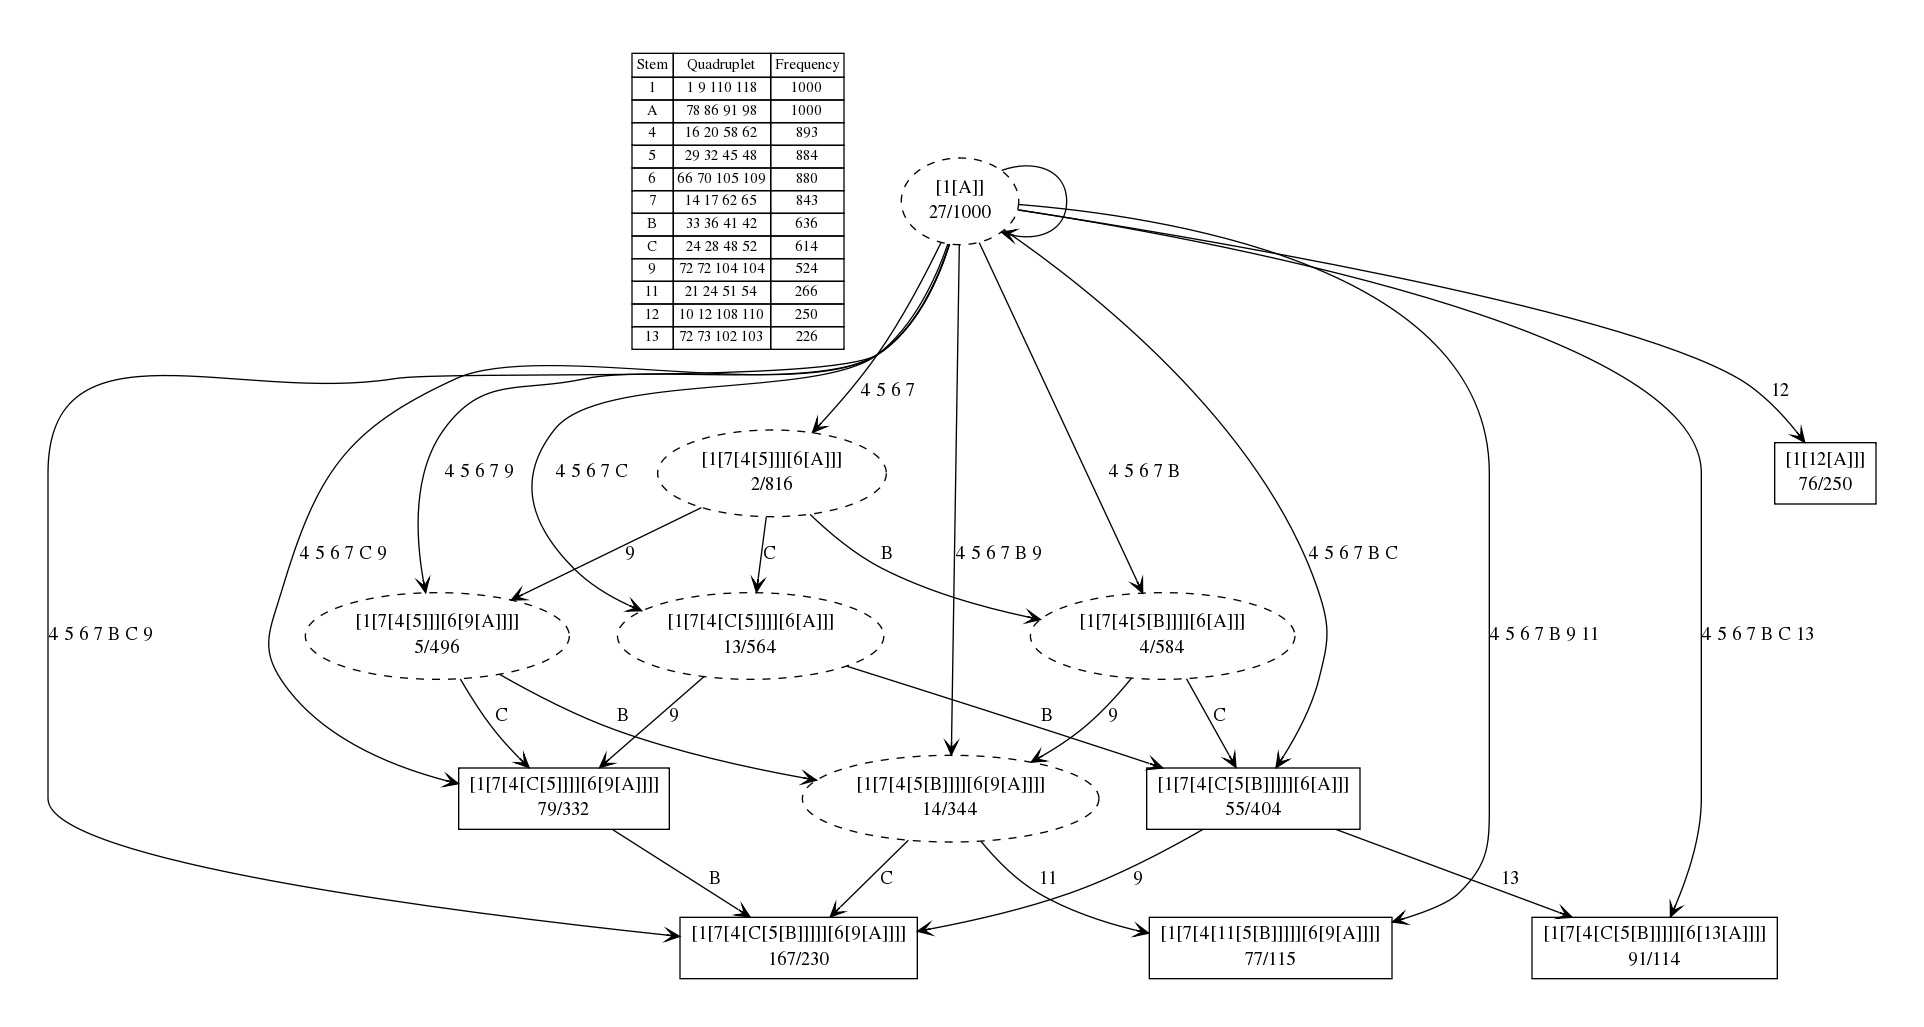 Stem Quadruplet Frequency
1 1 9 110 118 1000
A 78 86 91 98 1000
4 16 20 58 62 893
5 29 32 45 48 884
6 66 70 105 109 880
7 14 17 62 65 843
B 33 36 41 42 636
C 24 28 48 52 614
9 72 72 104 104 524
11 21 24 51 54 266
12 10 12 108 110 250
13 72 73 102 103 226
[1[A]]
27/1000
4 5 6 7
12
4 5 6 7 9
4 5 6 7 C
[1[7[4[5]]][6[A]]]
2/816
4 5 6 7 B
[1[12[A]]]
76/250
4 5 6 7 C 9
9
C
B
4 5 6 7 B 9
4 5 6 7 B C
[1[7[4[5]]][6[9[A]]]]
5/496
[1[7[4[C[5]]]][6[A]]]
13/564
[1[7[4[5[B]]]][6[A]]]
4/584
4 5 6 7 B C 9
4 5 6 7 B 9 11
4 5 6 7 B C 13
C
B
9
B
9
C
[1[7[4[C[5]]]][6[9[A]]]]
79/332
[1[7[4[5[B]]]][6[9[A]]]]
14/344
[1[7[4[C[5[B]]]]][6[A]]]
55/404
B
C
11
9
13
[1[7[4[C[5[B]]]]][6[9[A]]]]
167/230
[1[7[4[11[5[B]]]]][6[9[A]]]]
77/115
[1[7[4[C[5[B]]]]][6[13[A]]]]
91/114